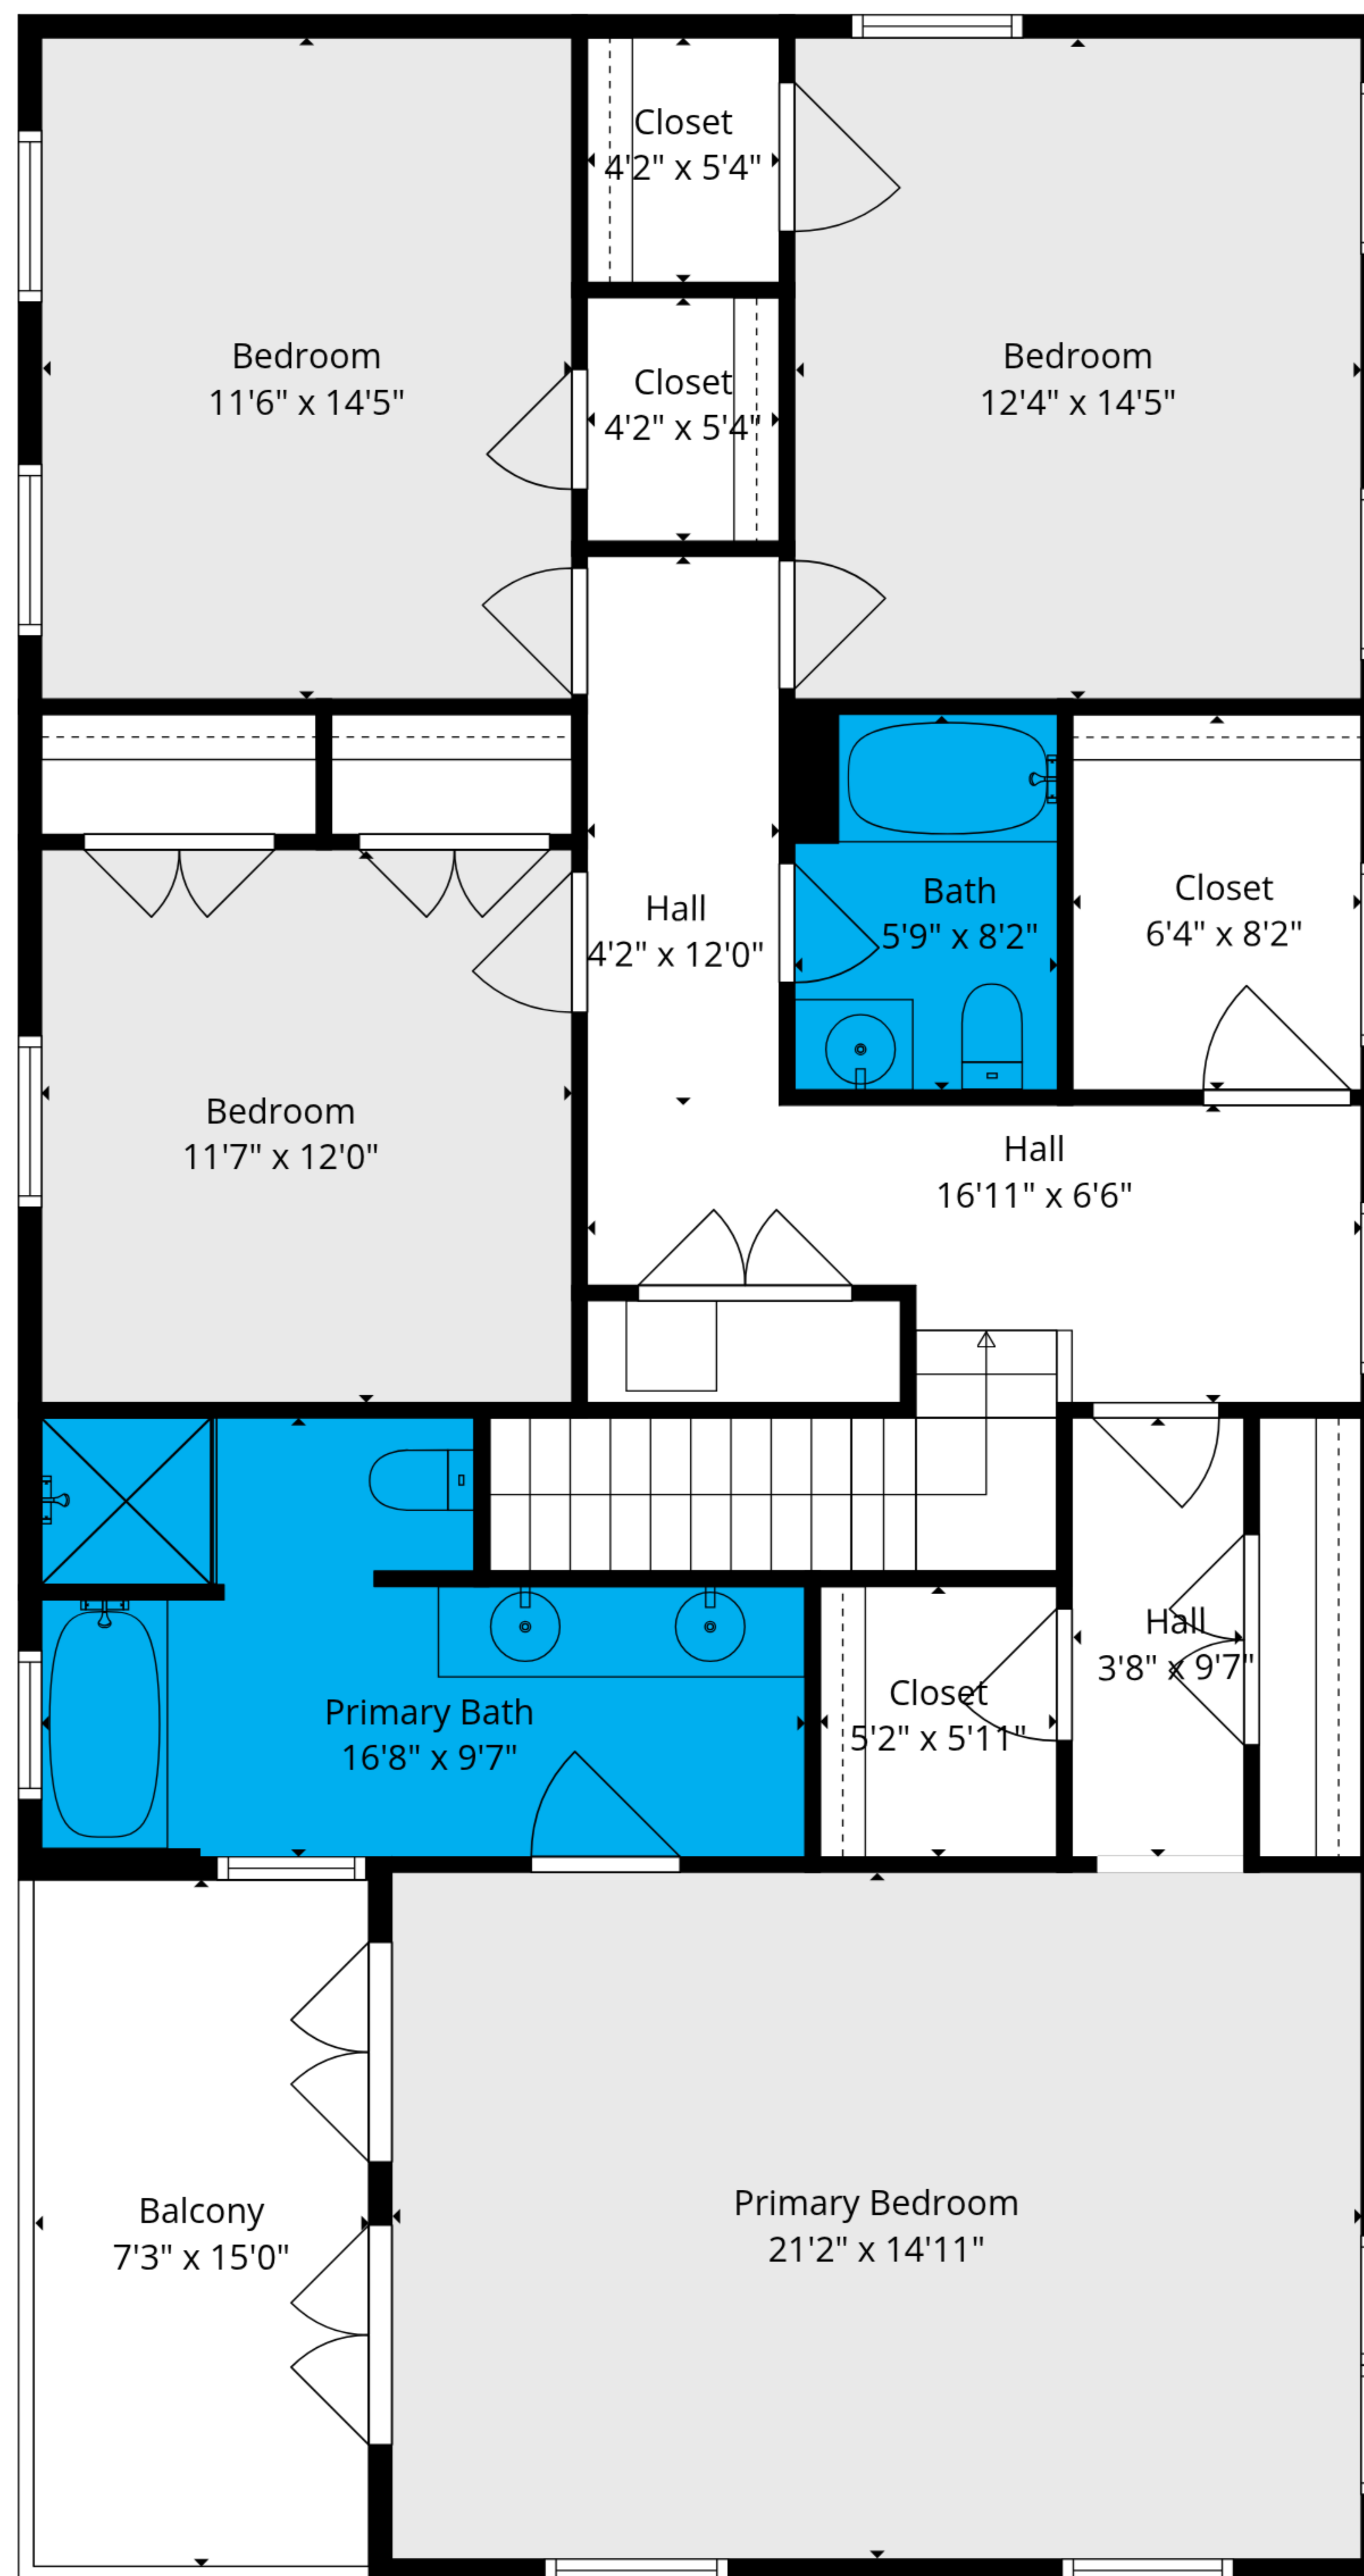 Closet
4'2" x 5'4"
Bedroom
11'6" x 14'5"
Closet
4'2" x 5'4"
Bedroom
12'4" x 14'5"
Hall
4'2" x 12'0"
Bath
5'9" x 8'2"
Closet
6'4" x 8'2"
Bedroom
11'7" x 12'0"
Hall
16'11" x 6'6"
Primary Bath
16'8" x 9'7"
Closet
5'2" x 5'11"
Hall
3'8" x 9'7"
Balcony
7'3" x 15'0"
Primary Bedroom
21'2" x 14'11"